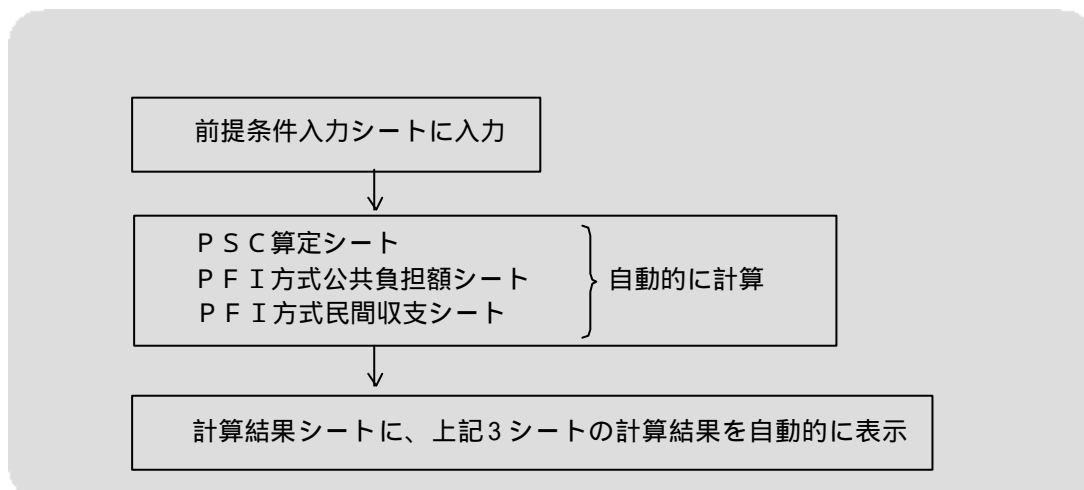 前提条件入力シートに入力
ＰＳＣ算定シート
ＰＦＩ方式公共負担額シート
ＰＦＩ方式民間収支シート
自動的に計算
計算結果シートに、上記3シートの計算結果を自動的に表示